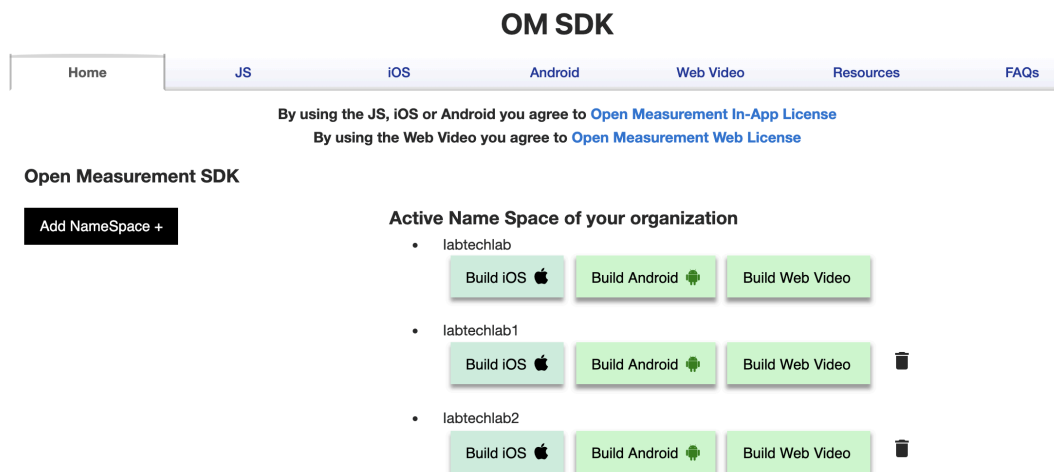 OM SDK
Home JS iOS Android Web Video Resources FAQs
By using the JS, iOS or Android you agree to Open Measurement In-App License
By using the Web Video you agree to Open Measurement Web License
Open Measurement SDK
Add NameSpace +
Active Name Space of your organization
labtechlab
Build iOS Build Android Build Web Video
labtechlab1
Build iOS Build Android Build Web Video
labtechlab2
Build iOS Build Android Build Web Video